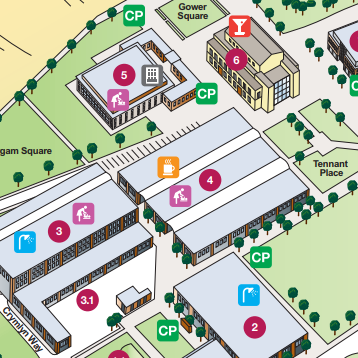 CP
Gower
Square
6
5
CP
C
gam Square
Tennant
Place
4
3
CP
3.1
Crymlyn Way
CP
2